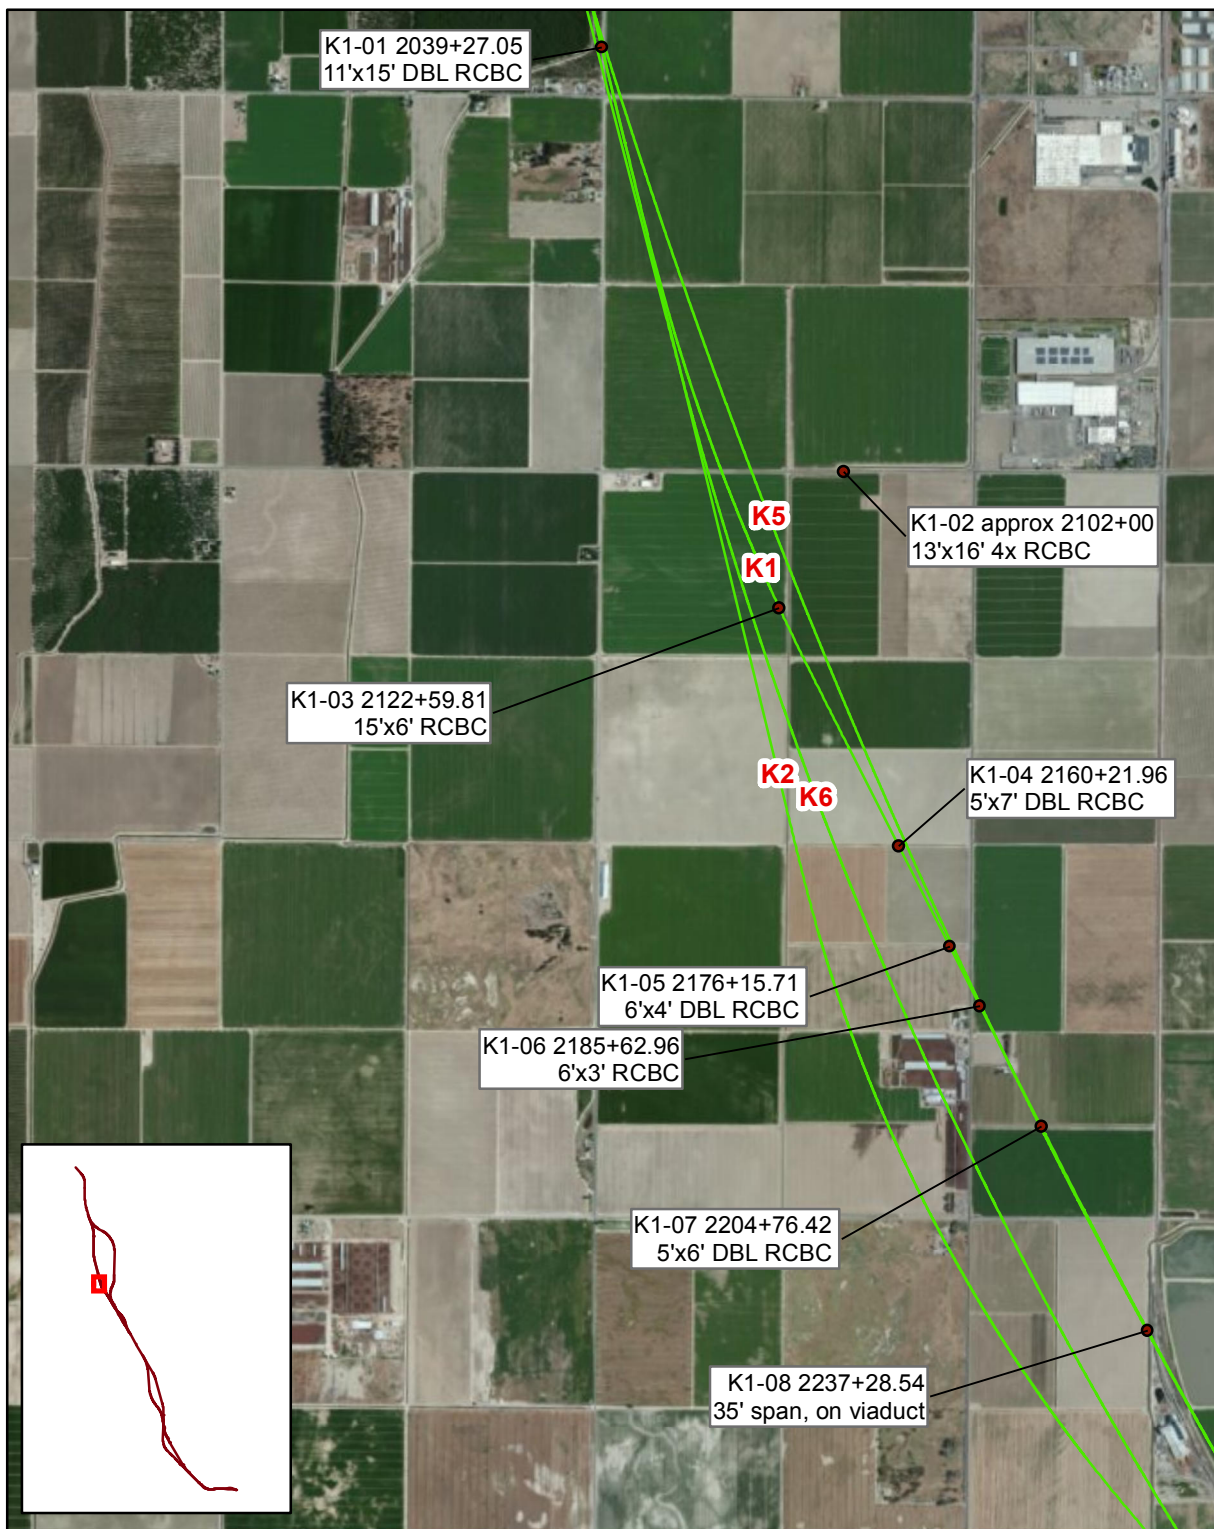 K1-01 2039+27.05
11'x15' DBL RCBC
K5
K1-02 approx 2102+00
13'x16' 4x RCBC
K1
K1-03 2122+59.81
15'x6' RCBC
K2
K6
K1-04 2160+21.96
5'x7' DBL RCBC
K1-05 2176+15.71
6'x4' DBL RCBC
K1-06 2185+62.96
6'x3' RCBC
K1-07 2204+76.42
5'x6' DBL RCBC
K1-08 2237+28.54
35' span, on viaduct